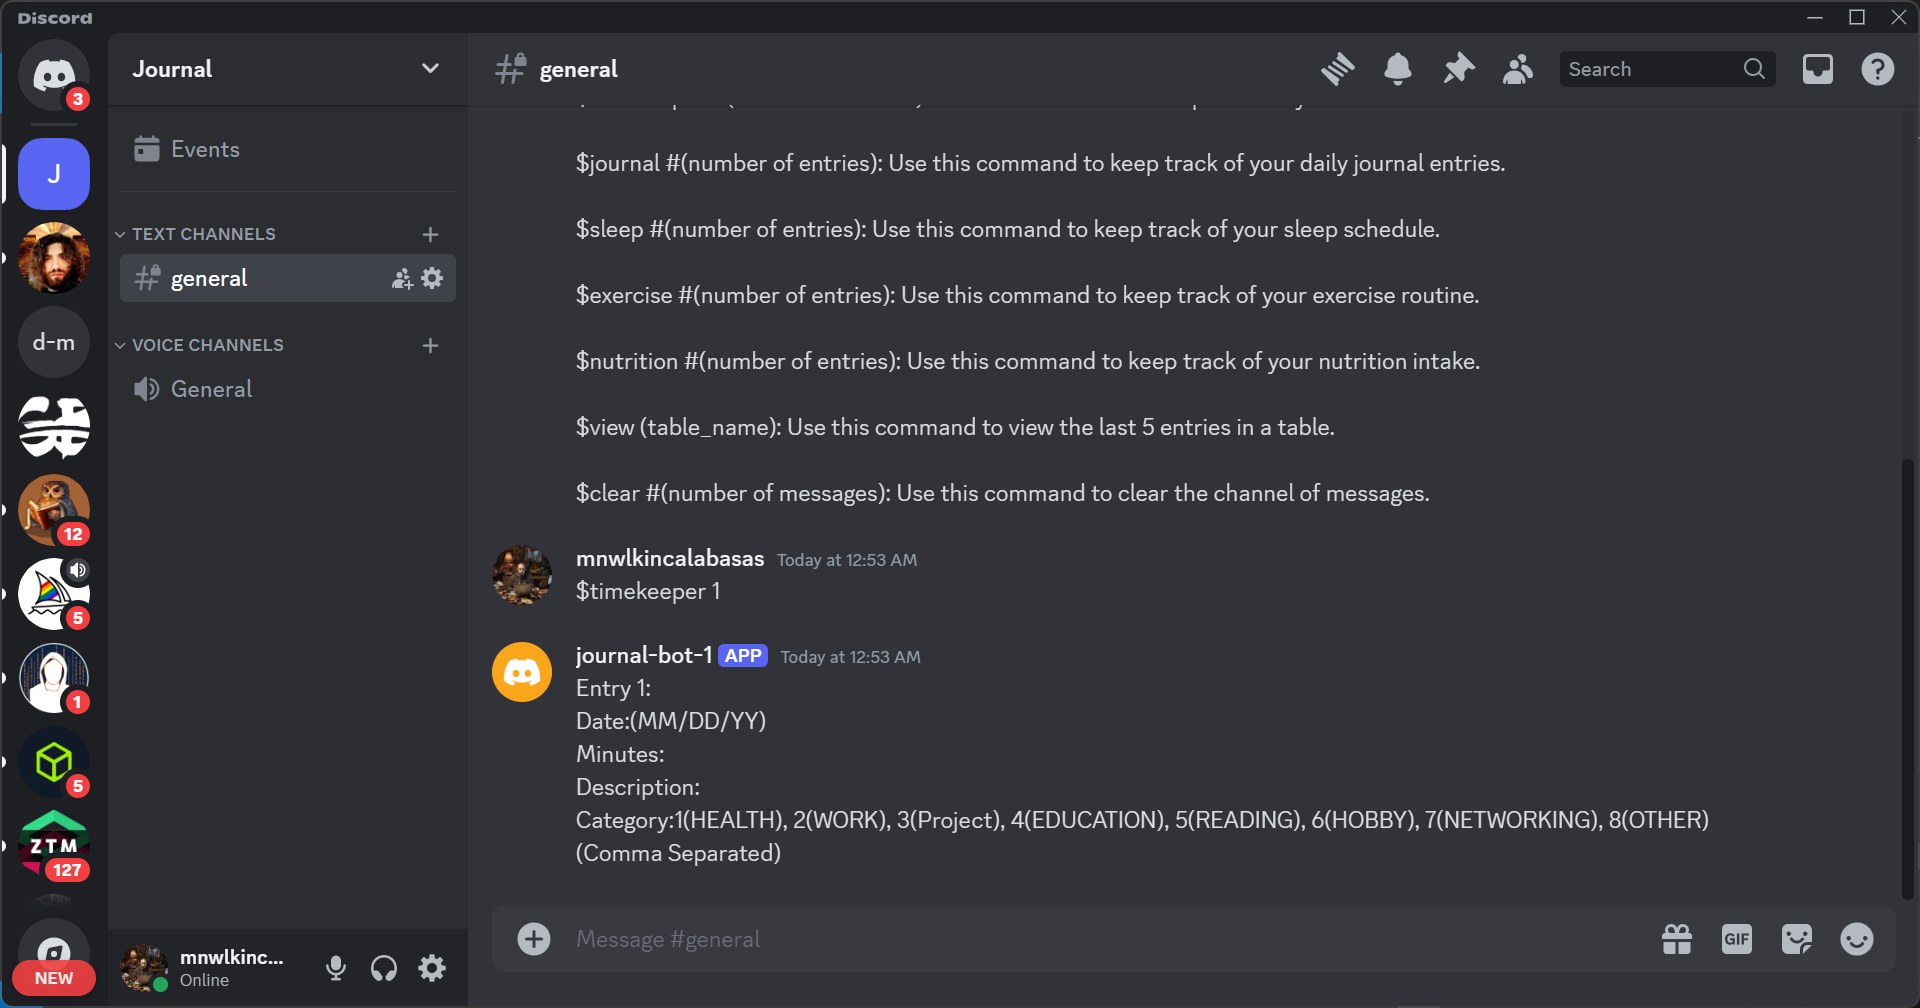 Discord
3
J
d-m
12
5
1
5
ZTM
127
NEW
Journal
Events
TEXT CHANNELS
general
VOICE CHANNELS
General
mnwlkinc...
Online
general
Search
$journal #(number of entries): Use this command to keep track of your daily journal entries.
$sleep #(number of entries): Use this command to keep track of your sleep schedule.
$exercise #(number of entries): Use this command to keep track of your exercise routine.
$nutrition #(number of entries): Use this command to keep track of your nutrition intake.
$view (table_name): Use this command to view the last 5 entries in a table.
$clear #(number of messages): Use this command to clear the channel of messages.
mnwlkincalabasas Today at 12:53 AM
$timekeeper 1
journal-bot-1 APP Today at 12:53 AM
Entry 1:
Date:(MM/DD/YY)
Minutes:
Description:
Category:1(HEALTH), 2(WORK), 3(Project), 4(EDUCATION), 5(READING), 6(HOBBY), 7(NETWORKING), 8(OTHER)
(Comma Separated)
Message #general
GIF